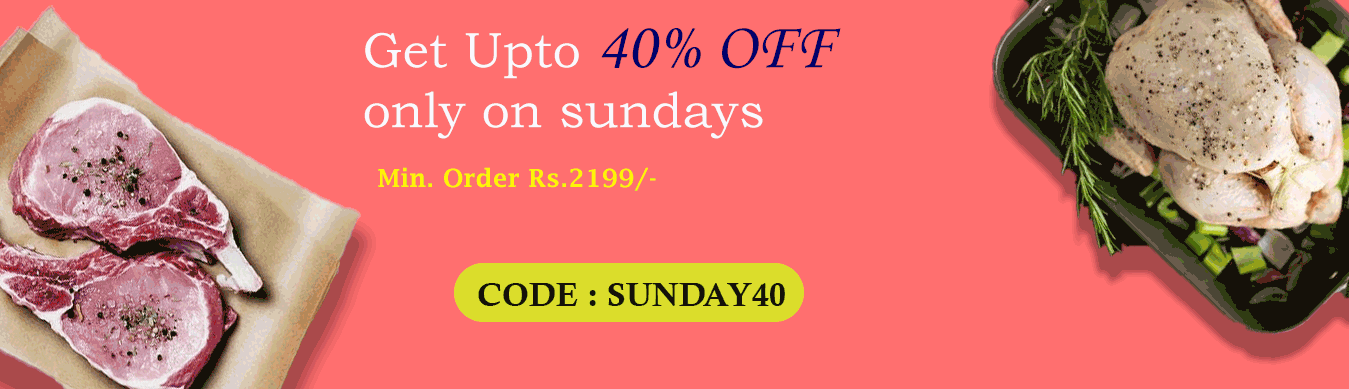 Get Upto 40% OFF
only on sundays
Min. Order Rs.2199/-
CODE : SUNDAY40